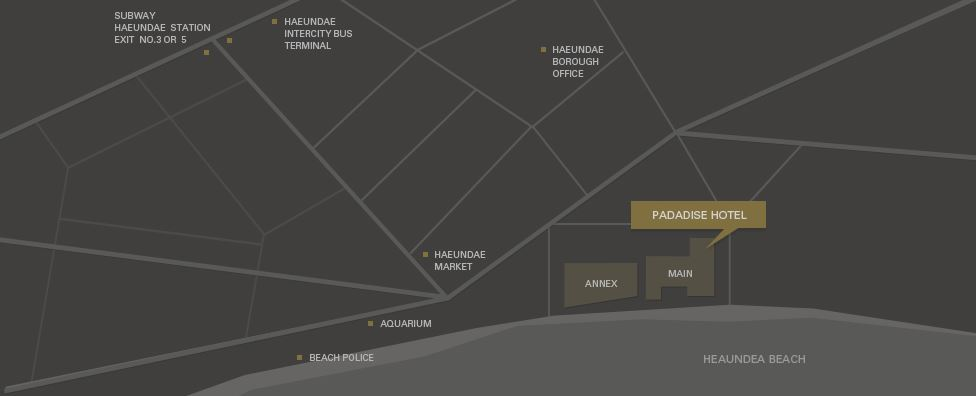 SUBWAY
HAEUNDAE STATION
EXIT NO.3 OR 5
HAEUNDAE
INTERCITY BUS
TERMINAL
HAEUNDAE
BOROUGH
OFFICE
PADADISE HOTEL
HAEUNDAE
MARKET
MAIN
ANNEX
AQUARIUM
BEACH POLICE
HEAUNDEA BEACH